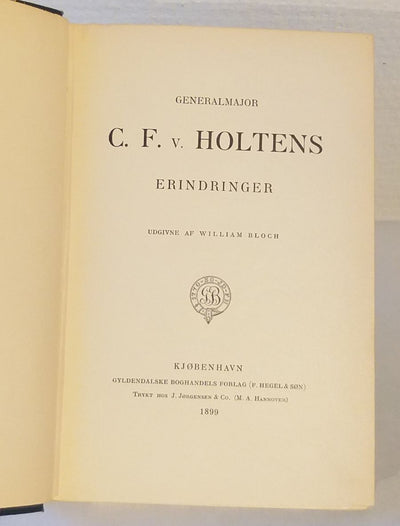 GENERALMAJOR
C. F. v. HOLTENS
ERINDRINGER
UDGIVNE AF WILLIAM BLOCH
GB
KJØBENHAVN
GYLDENDALSKE BOGHANDELS FORLAG (F. HEGEL & SØN)
TRYKT HOS J. JØRGENSEN & CO. (M. A. HANNOVER)
1899